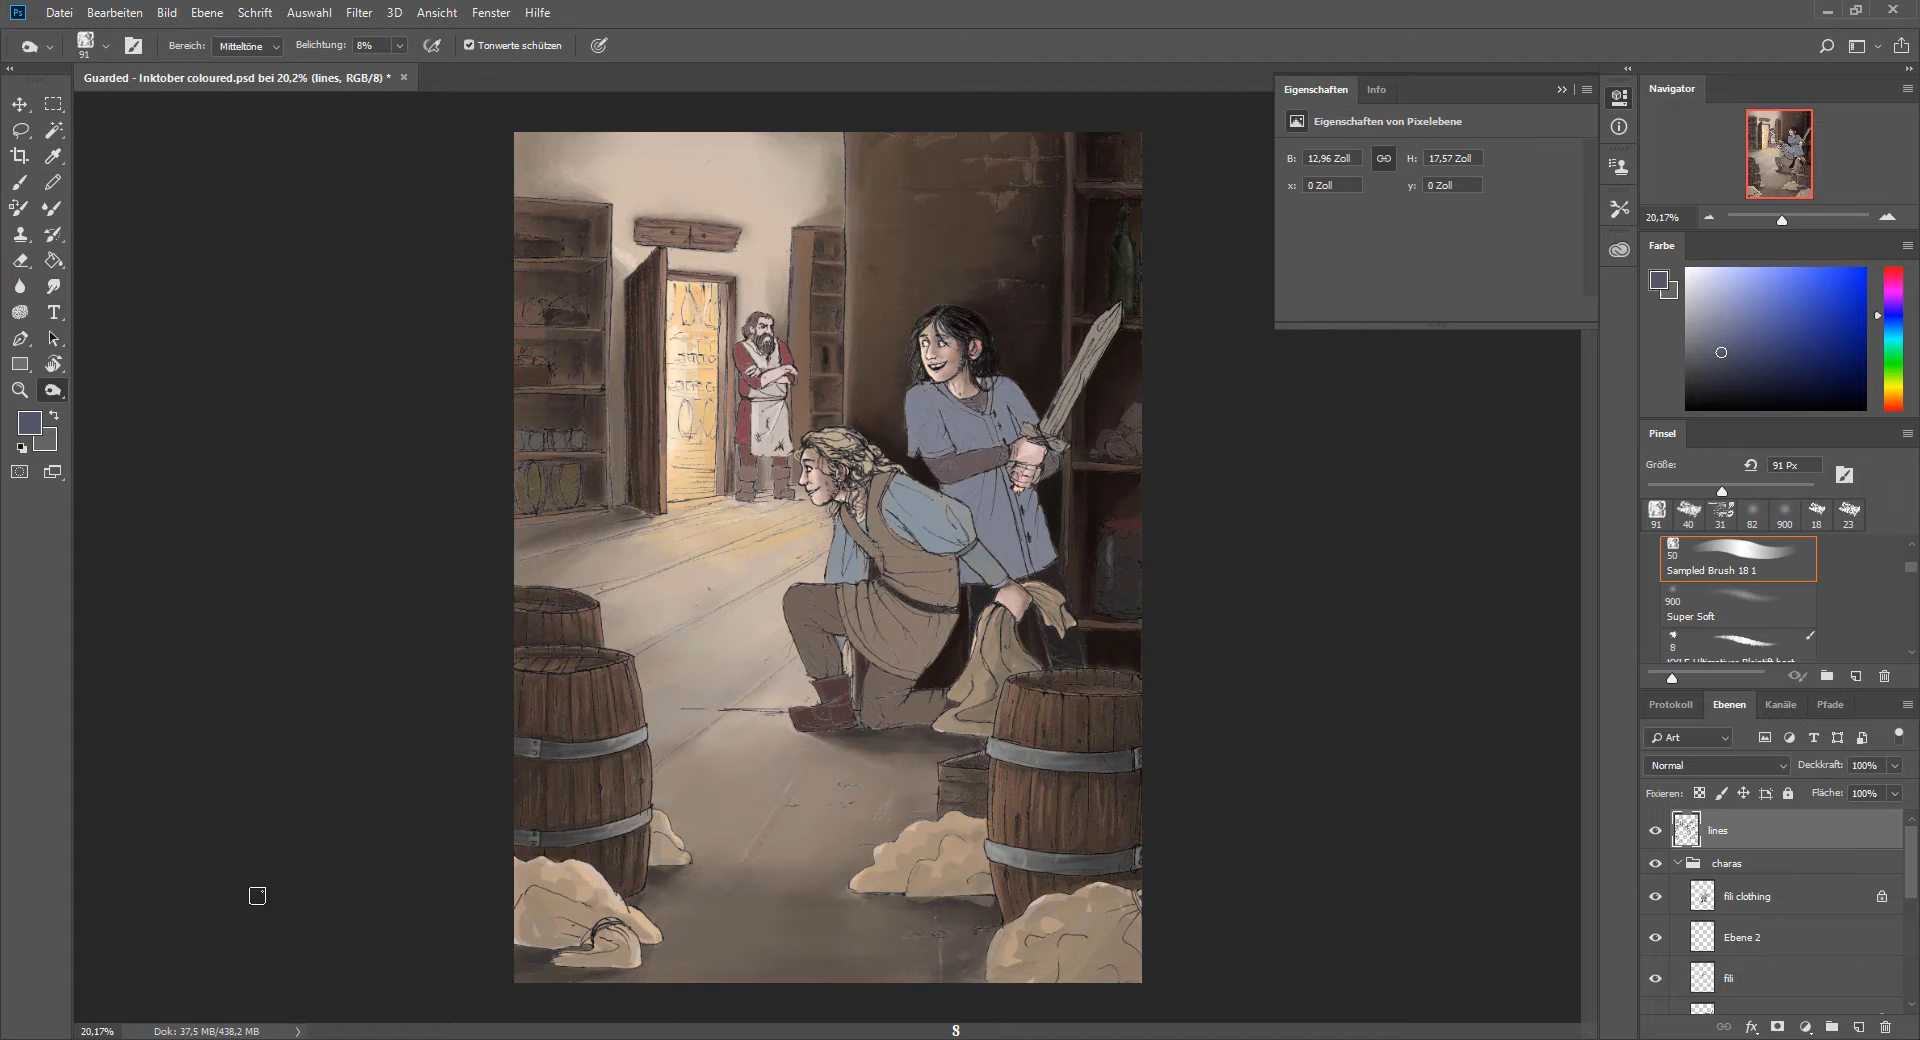 Ps Datei Bearbeiten Bild Ebene Schrift Auswahl Filter 3D Ansicht Fenster Hilfe
91 Bereich: Mitteltöne Belichtung: 8% Tonwerte schützen
Guarded - Inktober coloured.psd bei 20,2% (lines, RGB/8) *
Eigenschaften Info
Eigenschaften von Pixelebene
B: 12,96 Zoll H: 17,57 Zoll
x: 0 Zoll y: 0 Zoll
Navigator
20,17%
Farbe
Pinsel
Größe: 91 Px
91 40 31 82 900 18 23
50
Sampled Brush 18 1
900
Super Soft
8
Protokoll Ebenen Kanäle Pfade
Art
Normal Deckkraft: 100%
Fixieren: Fläche: 100%
lines
charas
fili clothing
Ebene 2
fili
20,17% Dok: 37,5 MB/438,2 MB
8